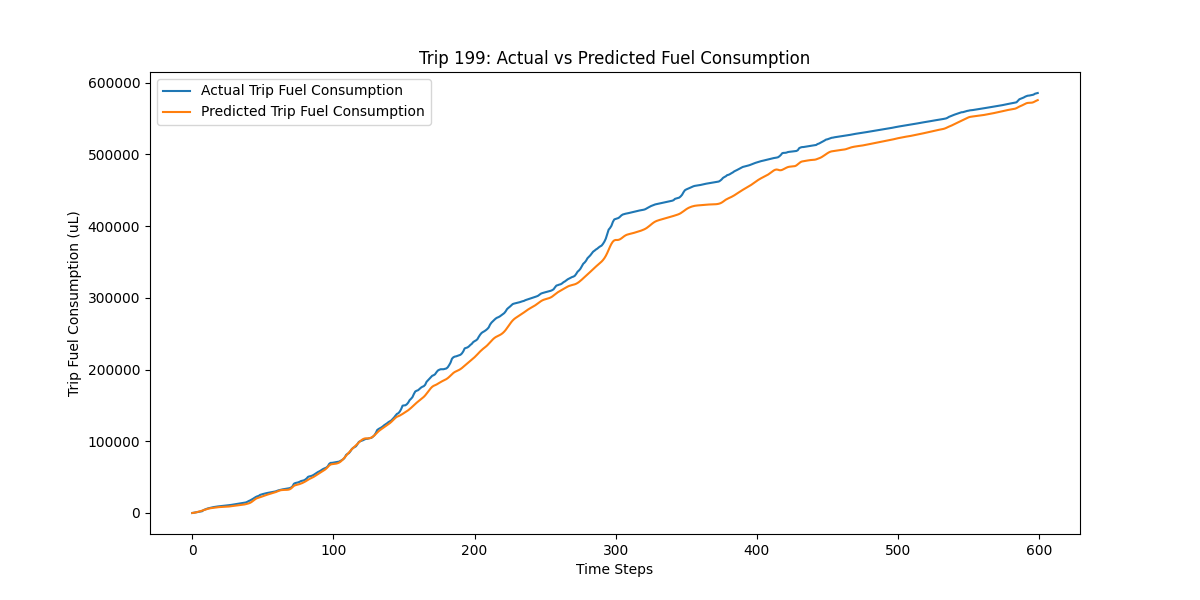 Trip 199: Actual vs Predicted Fuel Consumption
Actual Trip Fuel Consumption
Predicted Trip Fuel Consumption
Trip Fuel Consumption (uL)
600000
500000
400000
300000
200000
100000
0
0 100 200 300 400 500 600
Time Steps